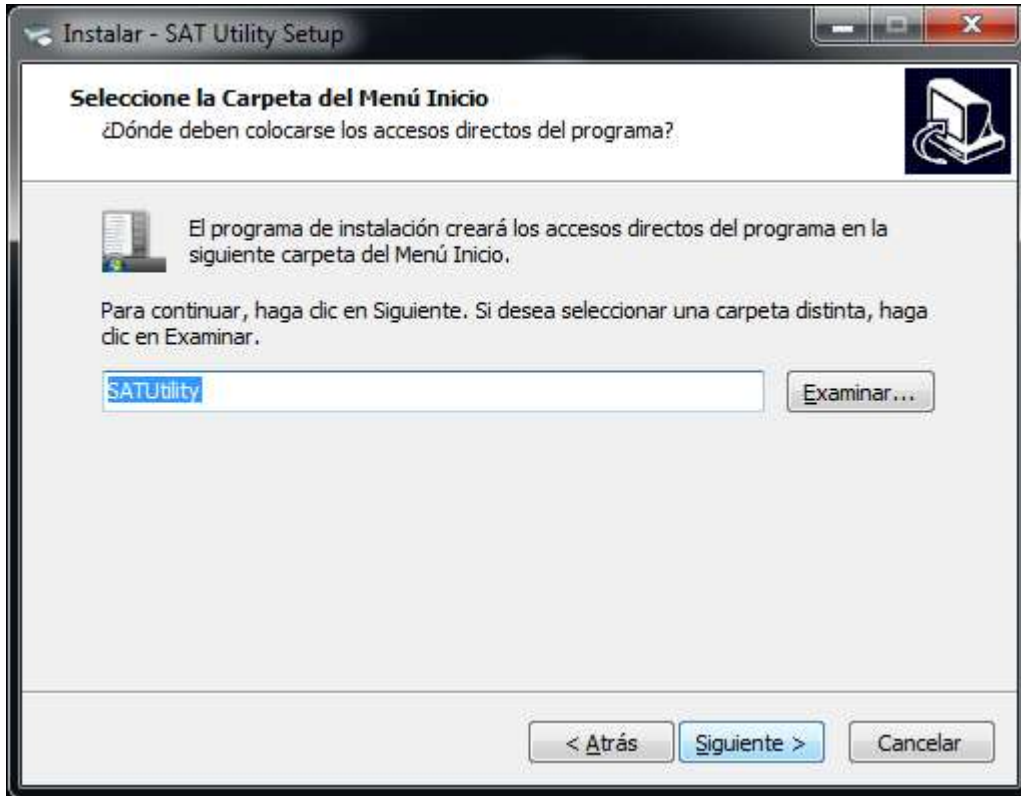 Instalar - SAT Utility Setup
Seleccione la Carpeta del Menú Inicio
¿Dónde deben colocarse los accesos directos del programa?
El programa de instalación creará los accesos directos del programa en la
siguiente carpeta del Menú Inicio.
Para continuar, haga clic en Siguiente. Si desea seleccionar una carpeta distinta, haga
clic en Examinar.
SATUtility
Examinar...
< Atrás
Siguiente >
Cancelar